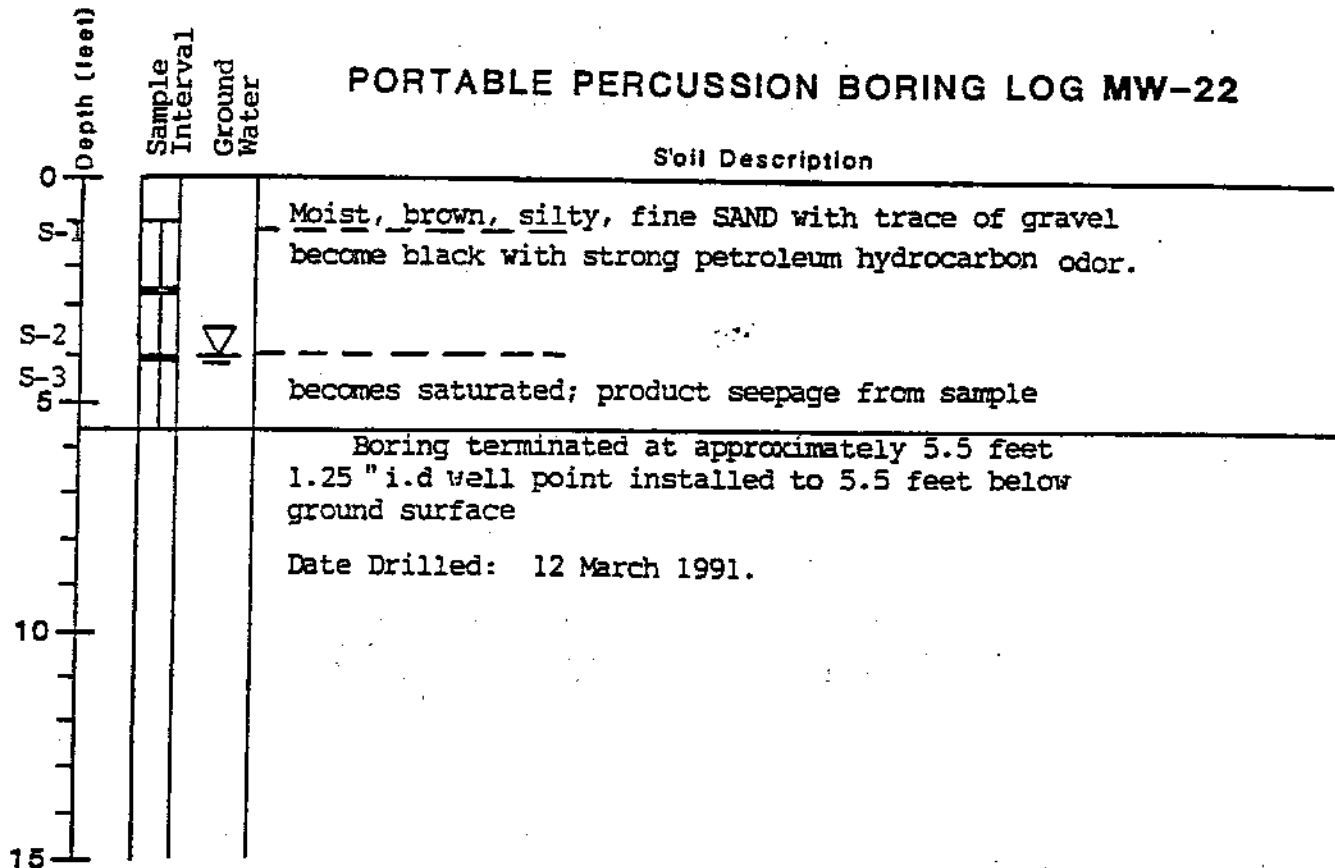 Depth (feet)
Sample
Interval
Ground
Water
PORTABLE PERCUSSION BORING LOG MW-22
Soil Description
0
Moist, brown, silty, fine SAND with trace of gravel
S-1
become black with strong petroleum hydrocarbon odor.
S-2
S-3
becomes saturated; product seepage from sample
5
Boring terminated at approximately 5.5 feet
1.25 "i.d well point installed to 5.5 feet below
ground surface
Date Drilled: 12 March 1991.
10
15